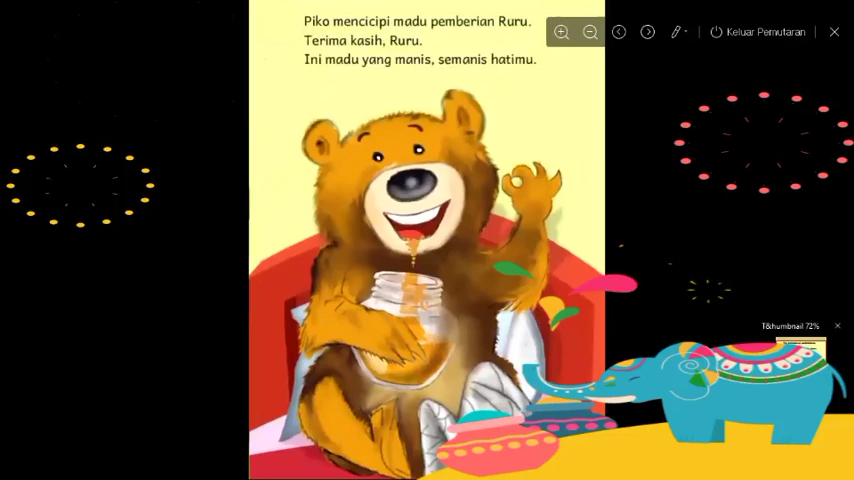 Piko mencicipi madu pemberian Ruru.
Terima kasih, Ruru.
Ini madu yang manis, semanis hatimu.
Keluar Pemutaran
T&humbnail 72%